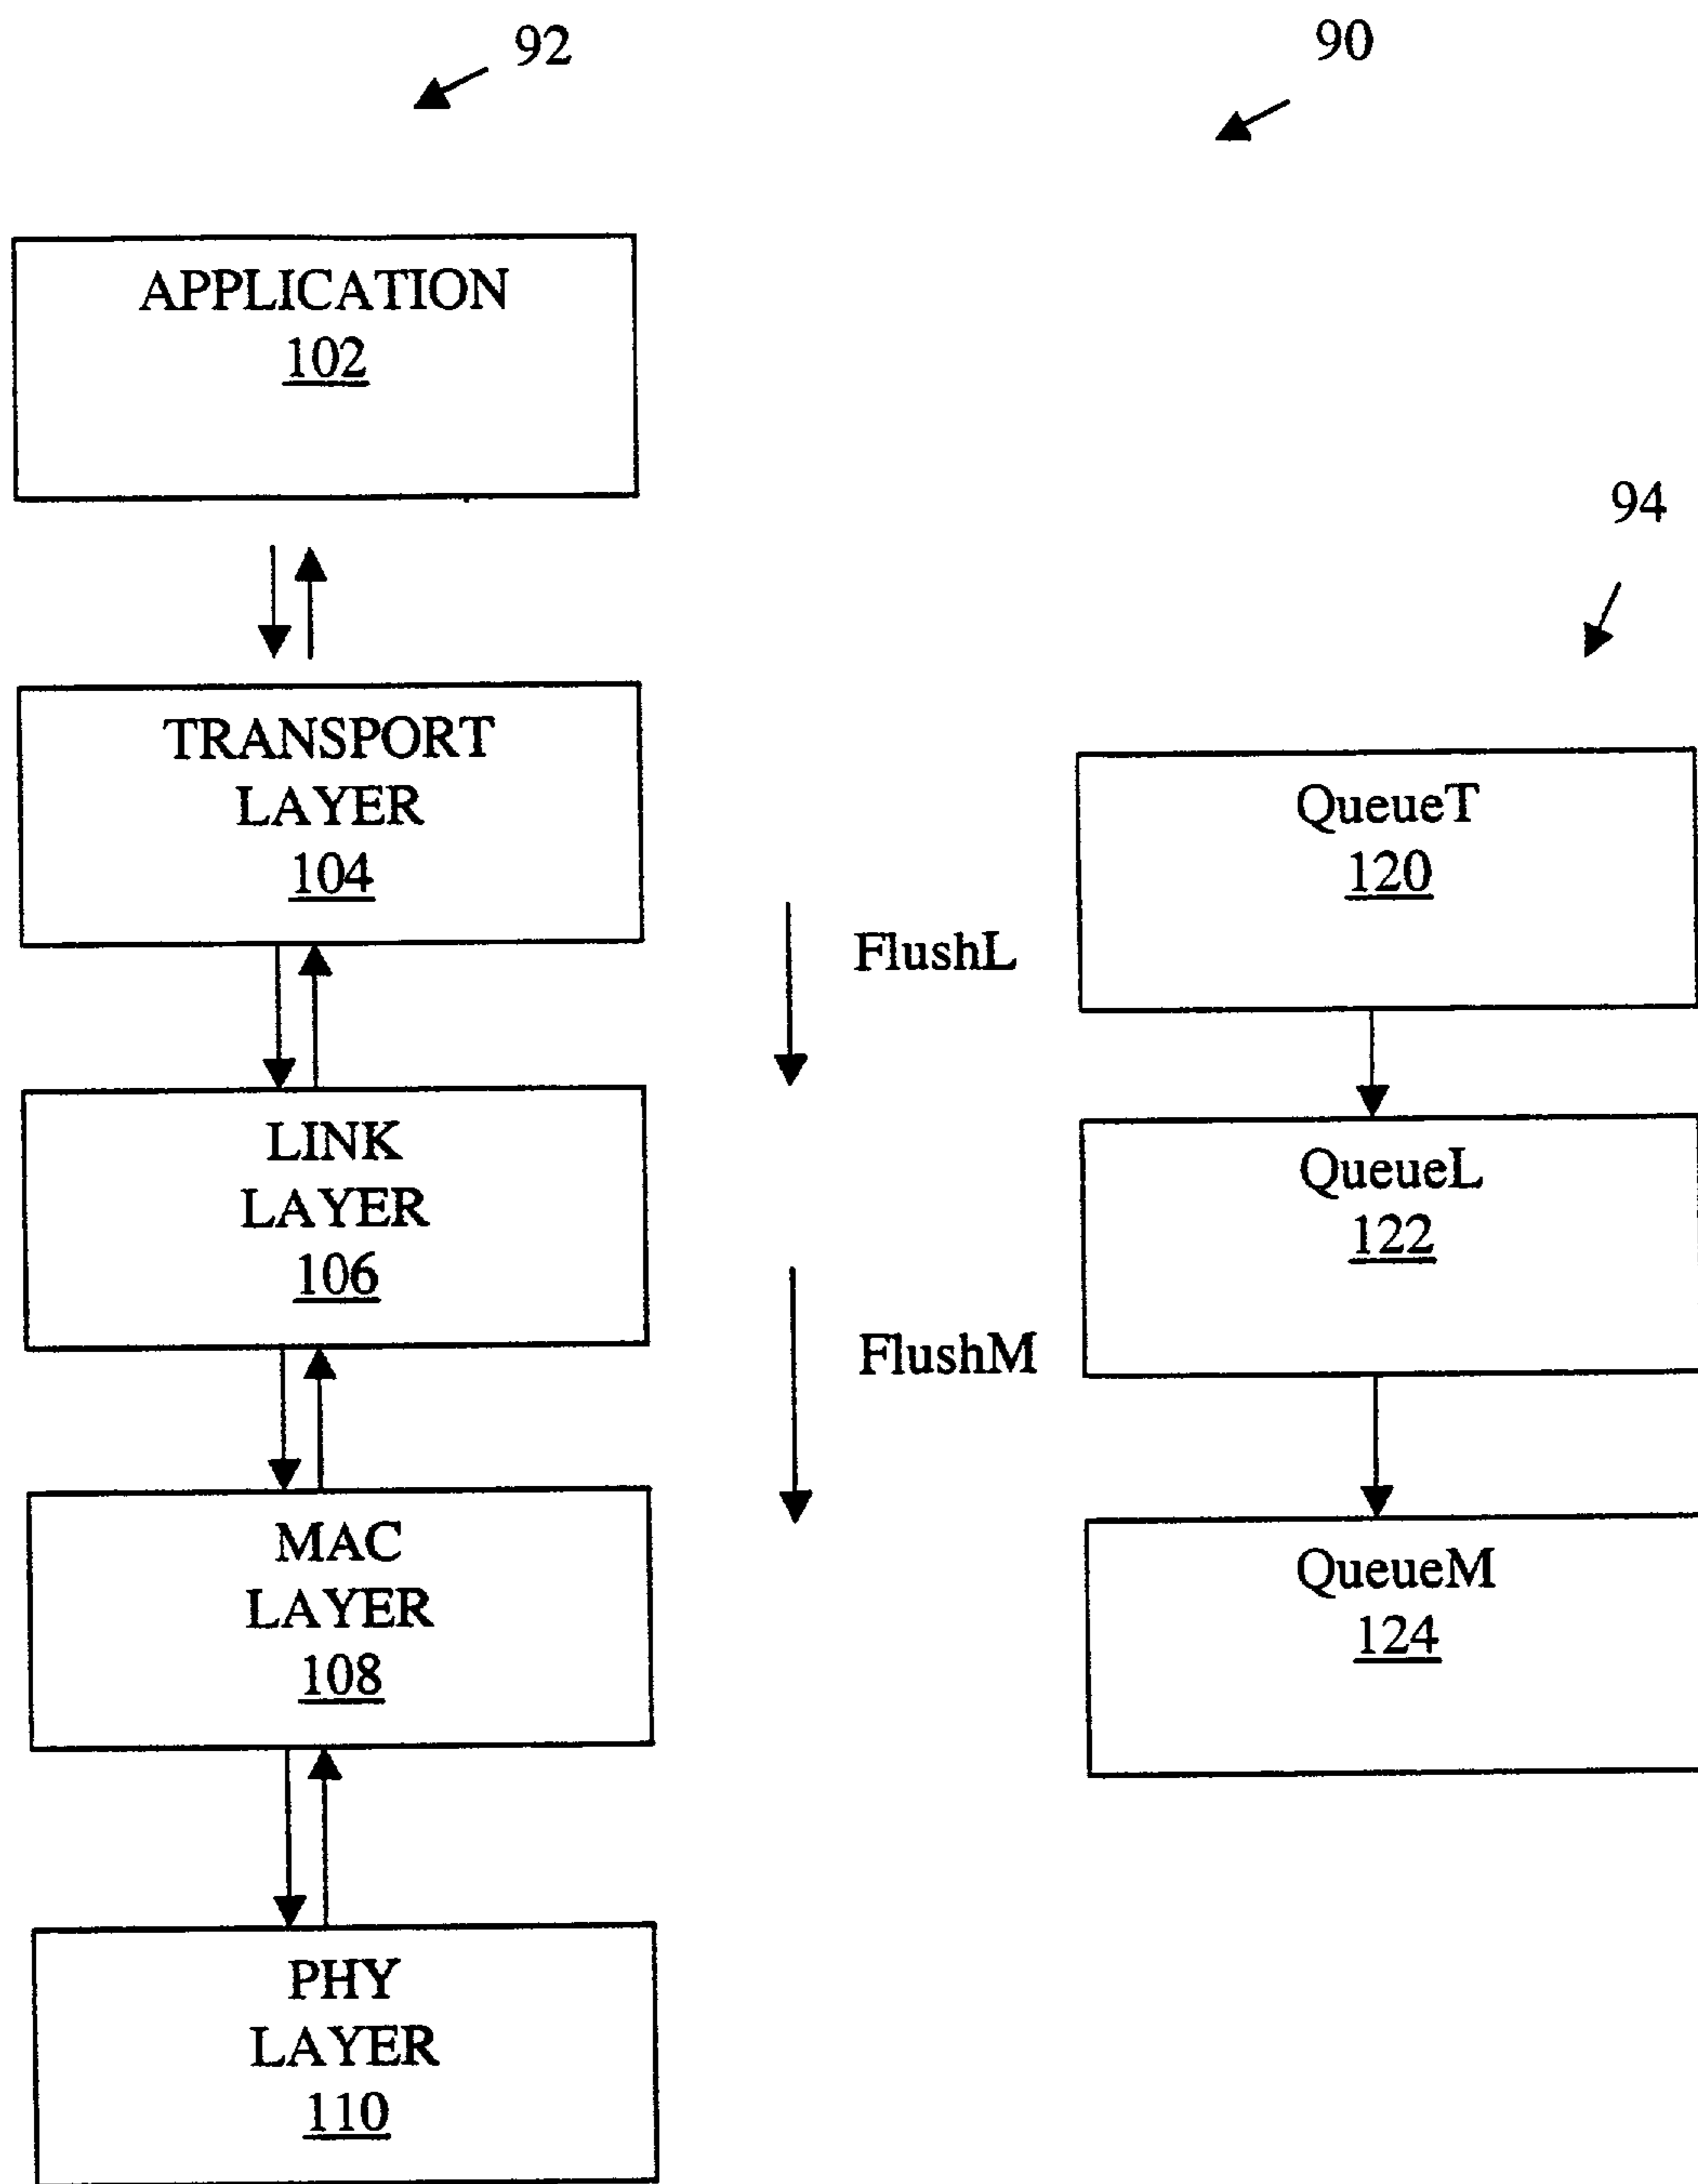 92
90
APPLICATION
102
94
TRANSPORT
LAYER
104
QueueT
120
FlushL
LINK
LAYER
106
QueueL
122
FlushM
MAC
LAYER
108
QueueM
124
PHY
LAYER
110